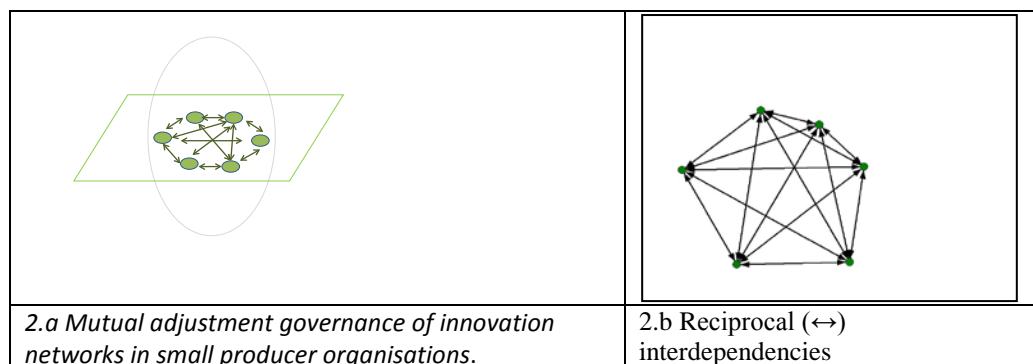 2.a Mutual adjustment governance of innovation
networks in small producer organisations.
2.b Reciprocal (↔)
interdependencies